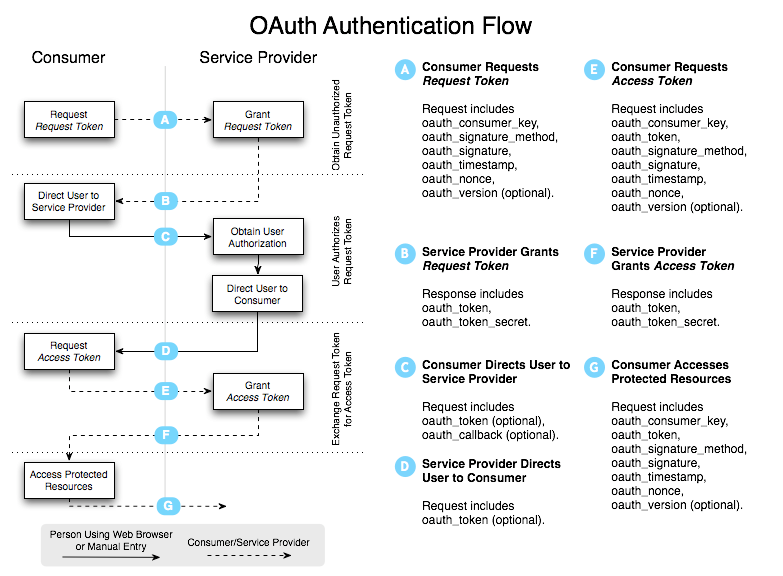 OAuth Authentication Flow
Consumer
Service Provider
Request
Request Token
A
Grant
Request Token
Obtain Unauthorized
Request Token
Direct User to
Service Provider
B
C
Obtain User
Authorization
Direct User to
Consumer
User Authorizes
Request Token
Request
Access Token
D
E
Grant
Access Token
F
Exchange Request Token
for Access Token
Access Protected
Resources
G
Person Using Web Browser
or Manual Entry
Consumer/Service Provider
A
Consumer Requests
Request Token
Request includes
oauth_consumer_key,
oauth_signature_method,
oauth_signature,
oauth_timestamp,
oauth_nonce,
oauth_version (optional).
B
Service Provider Grants
Request Token
Response includes
oauth_token,
oauth_token_secret.
C
Consumer Directs User to
Service Provider
Request includes
oauth_token (optional),
oauth_callback (optional).
D
Service Provider Directs
User to Consumer
Request includes
oauth_token (optional).
E
Consumer Requests
Access Token
Request includes
oauth_consumer_key,
oauth_token,
oauth_signature_method,
oauth_signature,
oauth_timestamp,
oauth_nonce,
oauth_version (optional).
F
Service Provider
Grants Access Token
Response includes
oauth_token,
oauth_token_secret.
G
Consumer Accesses
Protected Resources
Request includes
oauth_consumer_key,
oauth_token,
oauth_signature_method,
oauth_signature,
oauth_timestamp,
oauth_nonce,
oauth_version (optional).